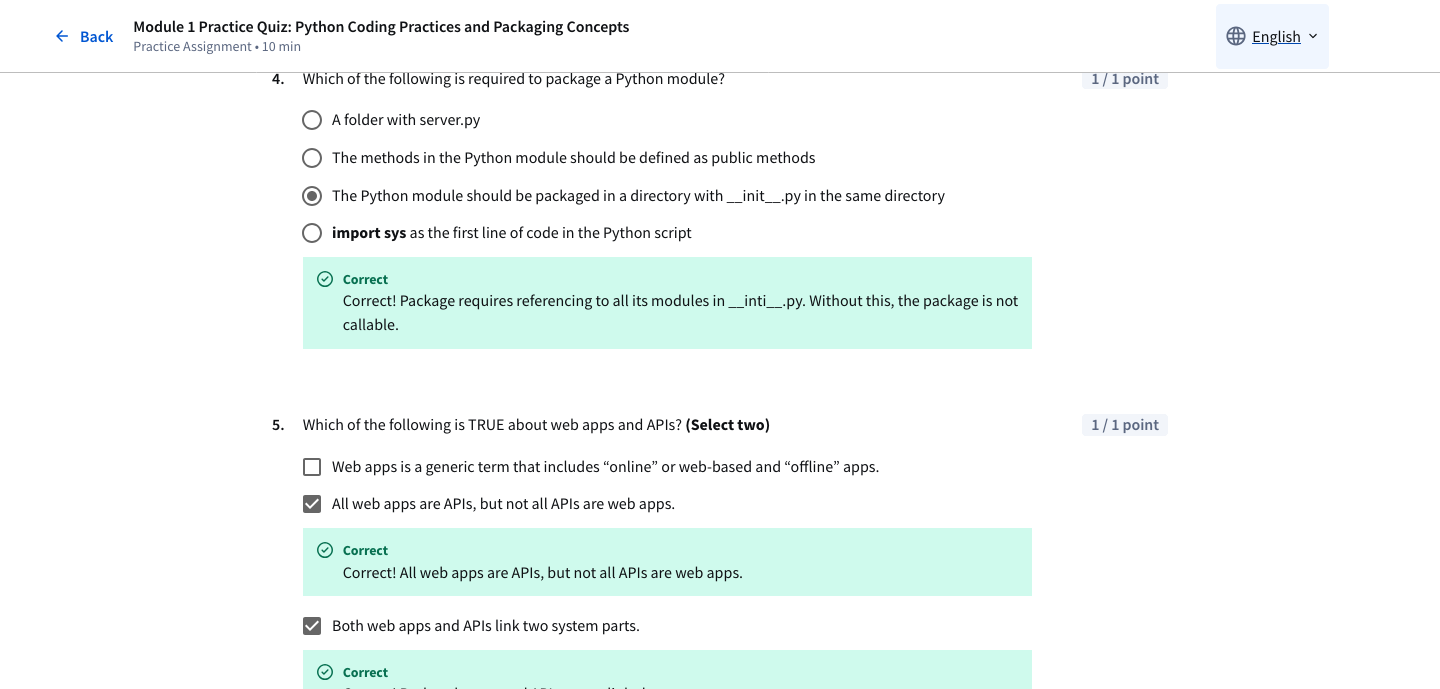 Back
Module 1 Practice Quiz: Python Coding Practices and Packaging Concepts
Practice Assignment • 10 min
English
4. Which of the following is required to package a Python module?
1 / 1 point
A folder with server.py
The methods in the Python module should be defined as public methods
The Python module should be packaged in a directory with __init__.py in the same directory
import sys as the first line of code in the Python script
Correct
Correct! Package requires referencing to all its modules in __inti__.py. Without this, the package is not
callable.
5. Which of the following is TRUE about web apps and APIs? (Select two)
1 / 1 point
Web apps is a generic term that includes “online” or web-based and “offline” apps.
All web apps are APIs, but not all APIs are web apps.
Correct
Correct! All web apps are APIs, but not all APIs are web apps.
Both web apps and APIs link two system parts.
Correct